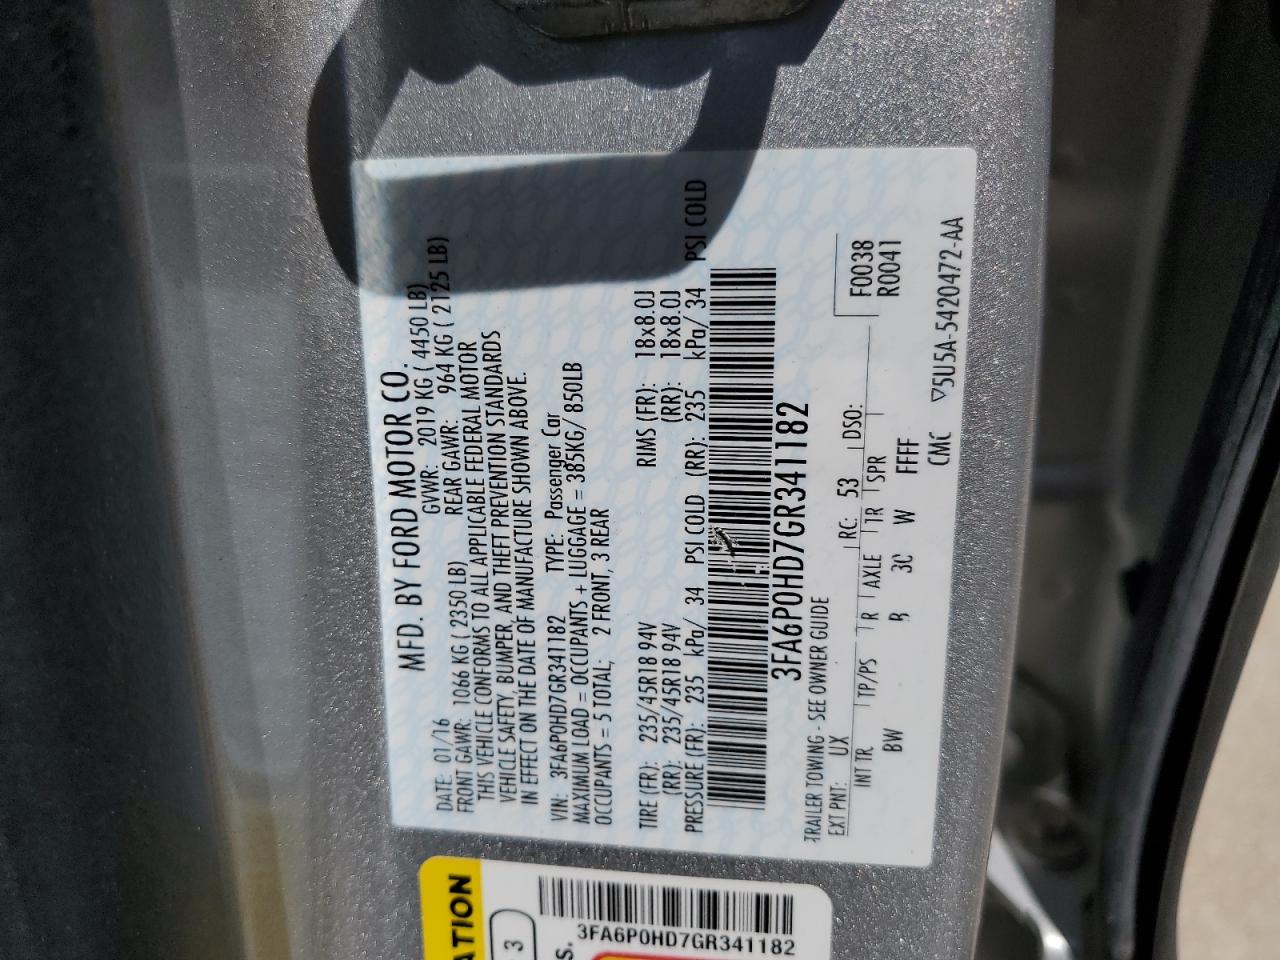 MFD. BY FORD MOTOR CO.
DATE: 01/16 GVWR: 2019 KG ( 4450 LB)
FRONT GAWR: 1066 KG ( 2350 LB) REAR GAWR: 964 KG ( 2125 LB)
THIS VEHICLE CONFORMS TO ALL APPLICABLE FEDERAL MOTOR
VEHICLE SAFETY, BUMPER, AND THEFT PREVENTION STANDARDS
IN EFFECT ON THE DATE OF MANUFACTURE SHOWN ABOVE.
VIN: 3FA6P0HD7GR341182 TYPE: Passenger Car
MAXIMUM LOAD = OCCUPANTS + LUGGAGE = 385KG/ 850LB
OCCUPANTS = 5 TOTAL; 2 FRONT, 3 REAR
TIRE (FR): 235/45R18 94V RIMS (FR): 18x8.0J
(RR): 235/45R18 94V (RR): 18x8.0J
PRESSURE (FR): 235 kPa/ 34 PSI COLD (RR): 235 kPa/ 34 PSI COLD
3FA6P0HD7GR341182
TRAILER TOWING - SEE OWNER GUIDE
EXT PNT: UX RC: 53 DSO: F0038
R0041
INT TR TP/PS R AXLE TR SPR
BW B 3C W FFFF
CMC ▽5U5A-5420472-AA
ATION
3
S.
3FA6P0HD7GR341182